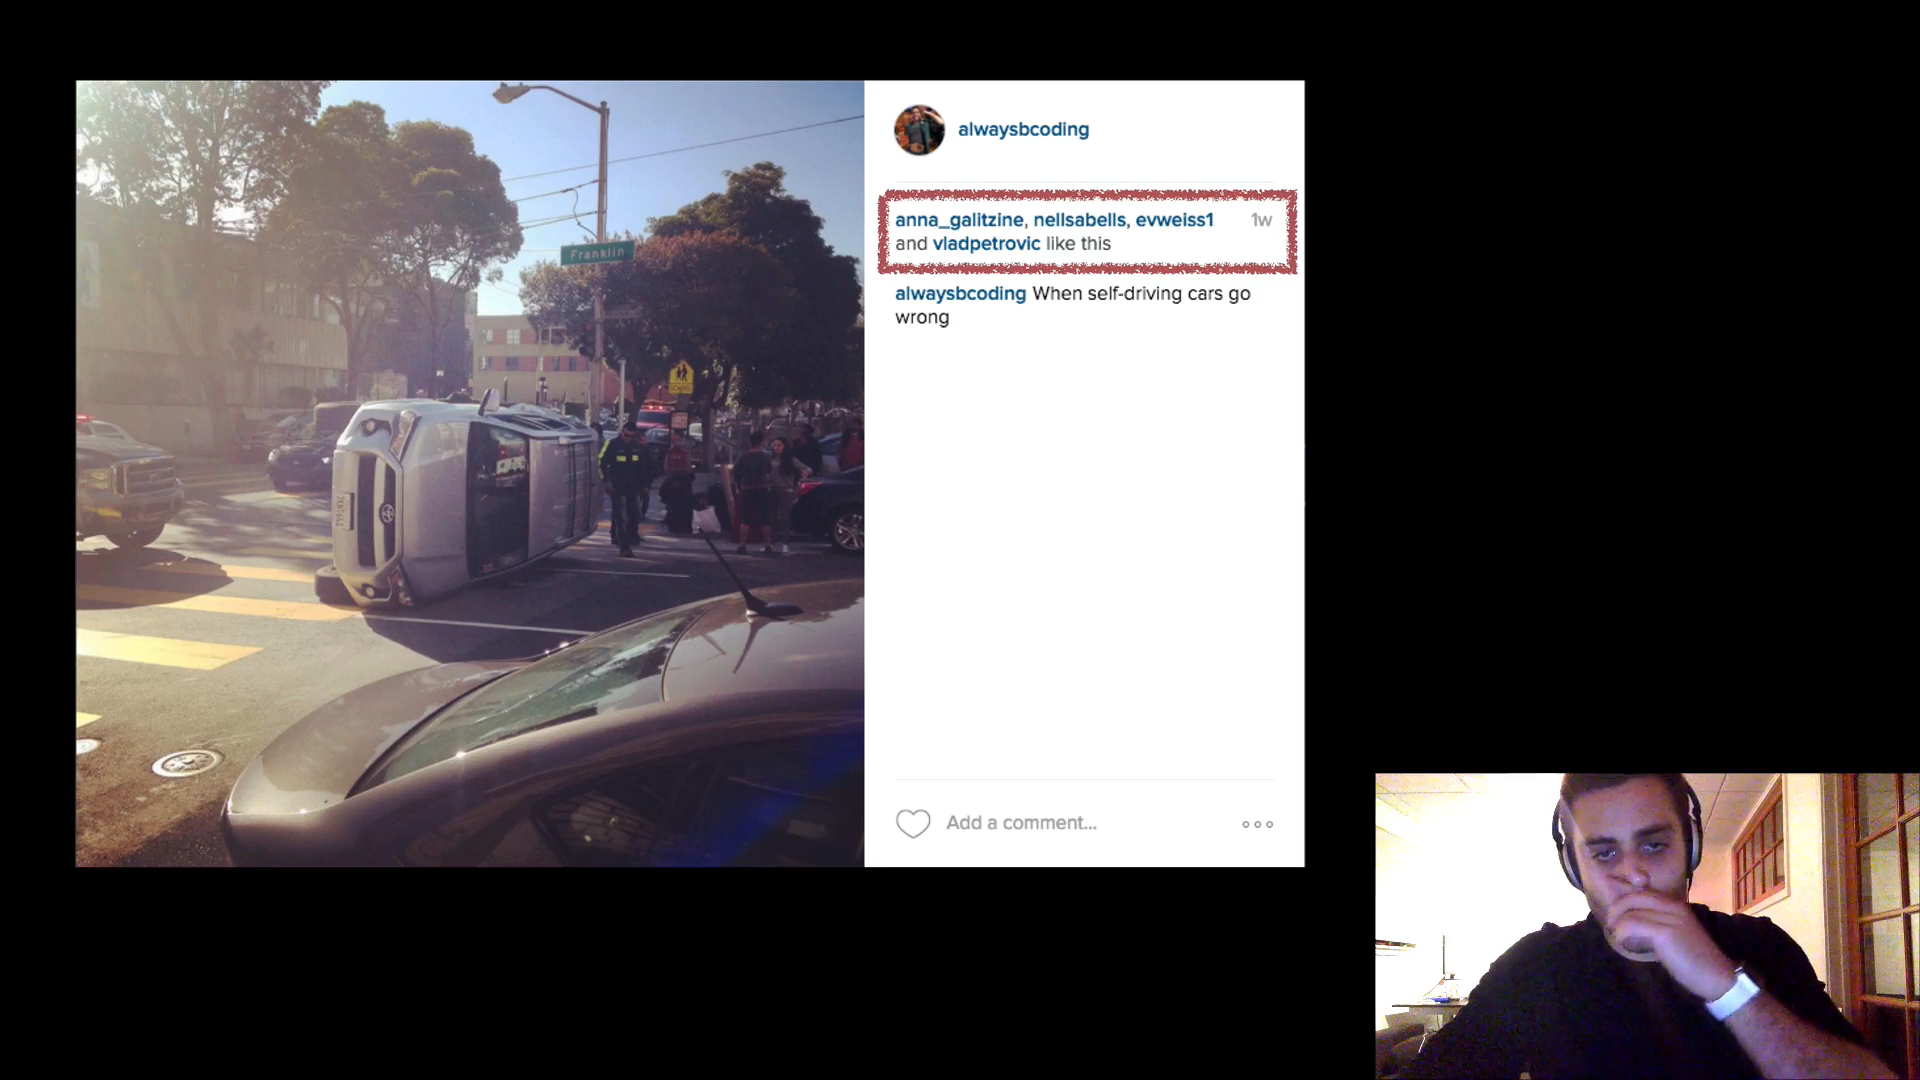 alwaysbcoding
anna_galitzine, nellsabells, evweiss1 1w
and vladpetrovic like this
alwaysbcoding When self-driving cars go
wrong
Franklin
SCHOOL
Add a comment...